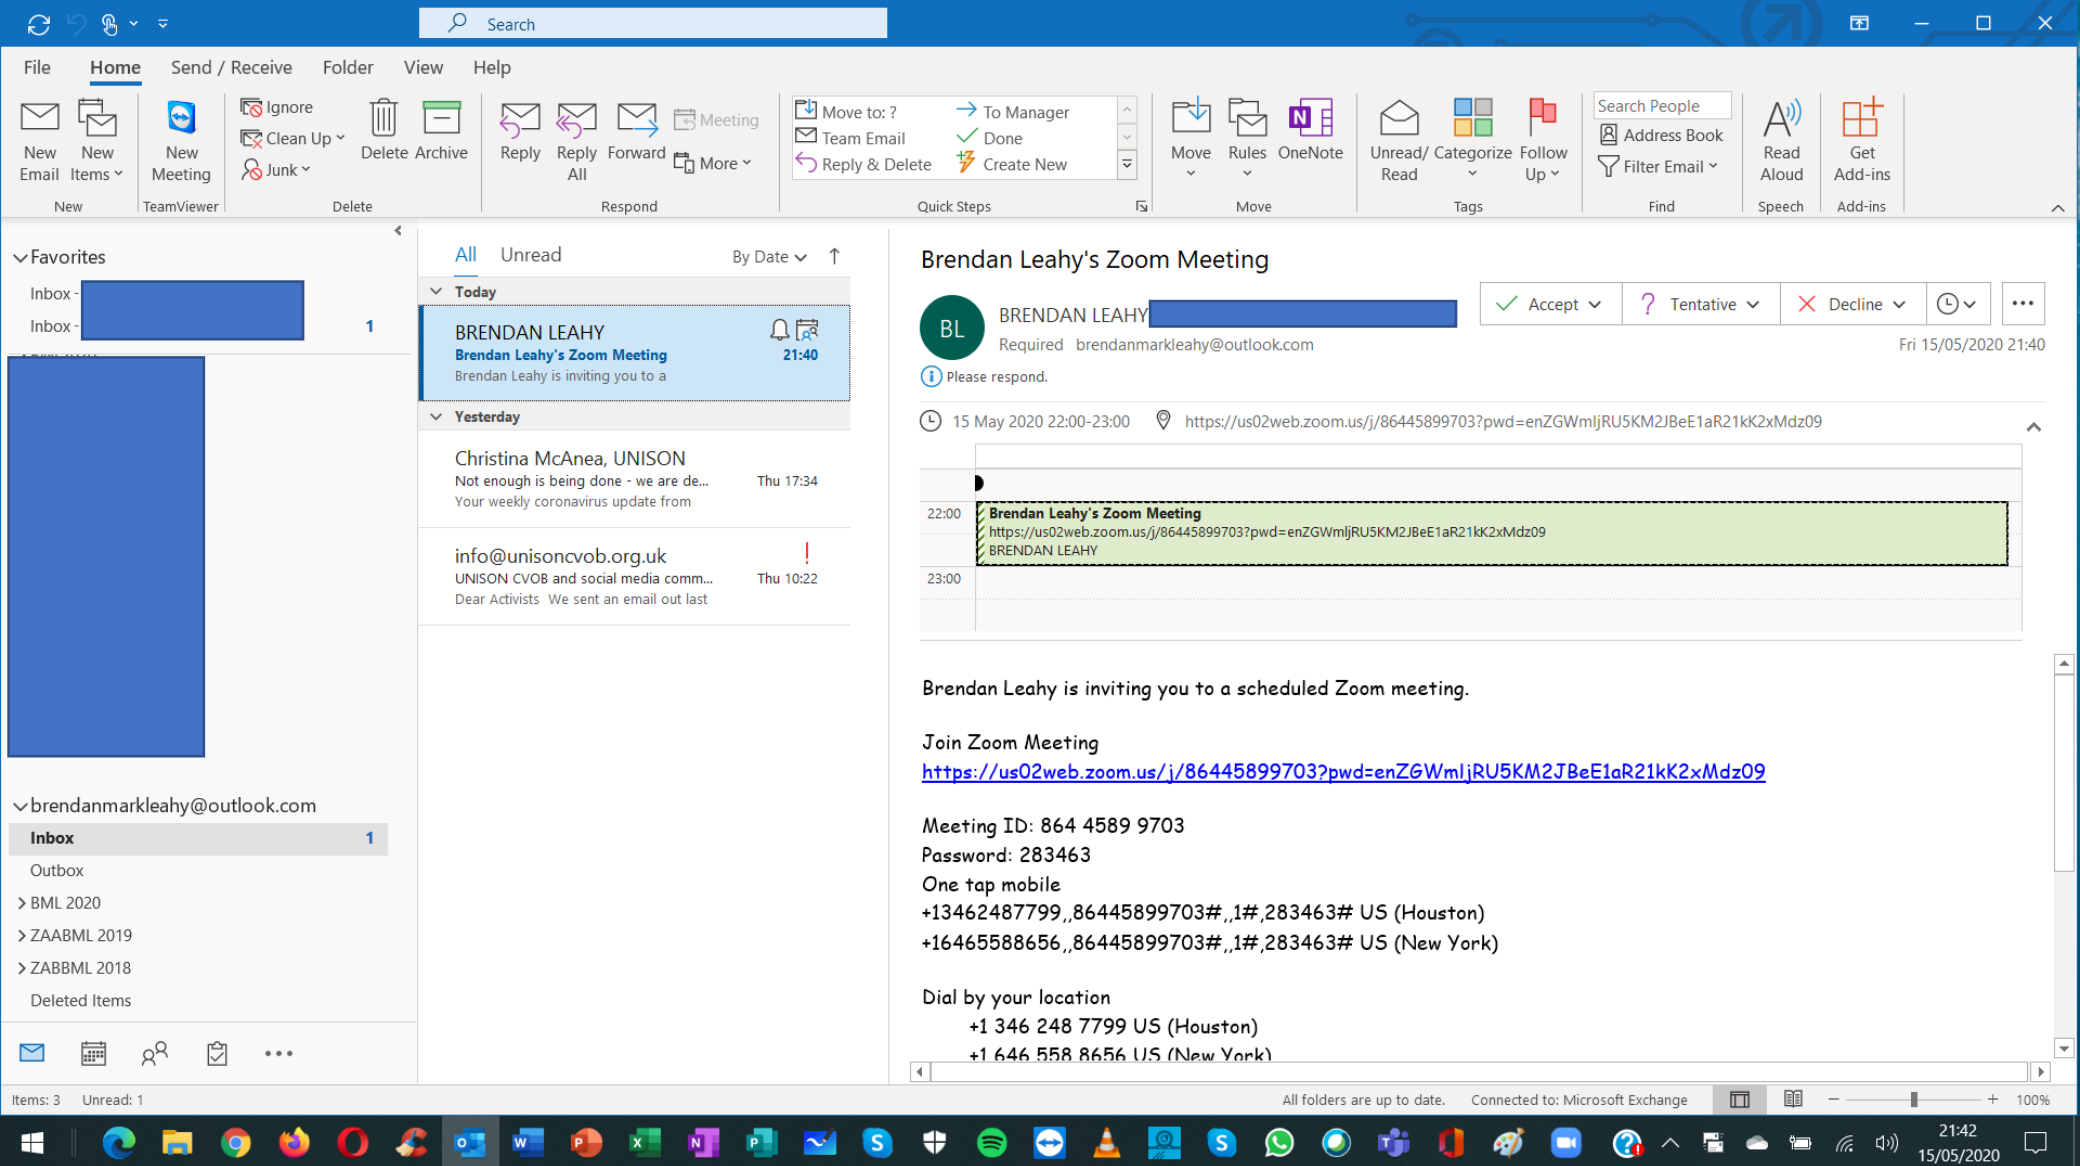 Search
File Home Send / Receive Folder View Help
New Email
New Items
New
New Meeting
TeamViewer
Ignore
Clean Up
Junk
Delete
Archive
Delete
Reply
Reply All
Forward
Meeting
More
Respond
Move to: ?
Team Email
Reply & Delete
To Manager
Done
Create New
Quick Steps
Move
Rules
OneNote
Move
Unread/ Read
Categorize
Follow Up
Tags
Search People
Address Book
Filter Email
Find
Read Aloud
Speech
Get Add-ins
Add-ins
Favorites
Inbox -
Inbox - 1
brendanmarkleahy@outlook.com
Inbox 1
Outbox
BML 2020
ZAABML 2019
ZABBML 2018
Deleted Items
All Unread By Date
Today
BRENDAN LEAHY
Brendan Leahy's Zoom Meeting 21:40
Brendan Leahy is inviting you to a
Yesterday
Christina McAnea, UNISON
Not enough is being done - we are de... Thu 17:34
Your weekly coronavirus update from
info@unisoncvob.org.uk
UNISON CVOB and social media comm... Thu 10:22
Dear Activists We sent an email out last
Brendan Leahy's Zoom Meeting
BL
BRENDAN LEAHY
Accept Tentative Decline
Required brendanmarkleahy@outlook.com
Fri 15/05/2020 21:40
Please respond.
15 May 2020 22:00-23:00 https://us02web.zoom.us/j/86445899703?pwd=enZGWmljRU5KM2JBeE1aR21kK2xMdz09
22:00
Brendan Leahy's Zoom Meeting
https://us02web.zoom.us/j/86445899703?pwd=enZGWmljRU5KM2JBeE1aR21kK2xMdz09
BRENDAN LEAHY
23:00
Brendan Leahy is inviting you to a scheduled Zoom meeting.
Join Zoom Meeting
https://us02web.zoom.us/j/86445899703?pwd=enZGWmljRU5KM2JBeE1aR21kK2xMdz09
Meeting ID: 864 4589 9703
Password: 283463
One tap mobile
+13462487799,,86445899703#,,1#,283463# US (Houston)
+16465588656,,86445899703#,,1#,283463# US (New York)
Dial by your location
+1 346 248 7799 US (Houston)
+1 646 558 8656 US (New York)
Items: 3 Unread: 1
All folders are up to date. Connected to: Microsoft Exchange 100%
21:42
15/05/2020